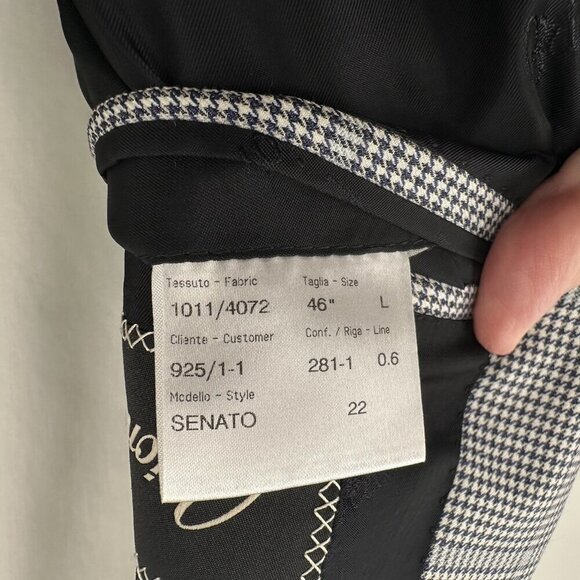 Tessuto - Fabric Taglia - Size
1011/4072 46" L
Cliente - Customer Conf. / Riga - Line
925/1-1 281-1 0.6
Modello - Style
SENATO 22